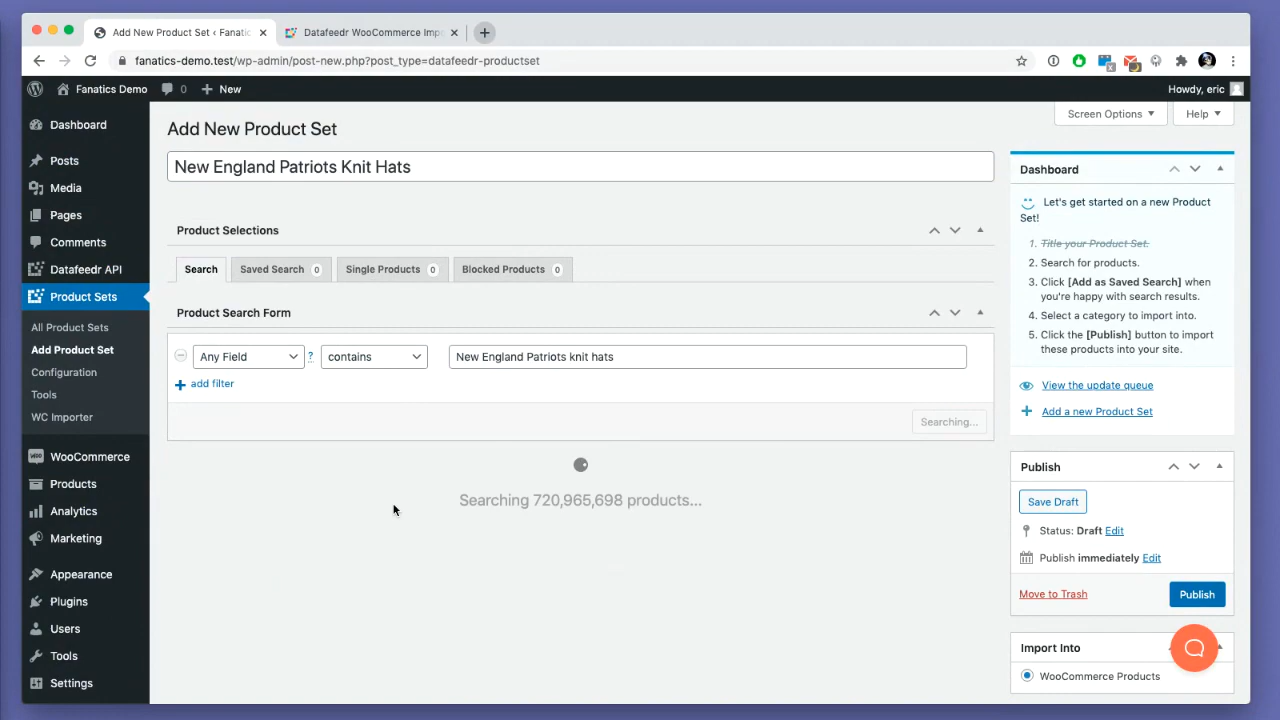 Add New Product Set ‹ Fanatic
Datafeedr WooCommerce Imp
fanatics-demo.test/wp-admin/post-new.php?post_type=datafeedr-productset
Fanatics Demo
0
New
Howdy, eric
Dashboard
Posts
Media
Pages
Comments
Datafeedr API
Product Sets
All Product Sets
Add Product Set
Configuration
Tools
WC Importer
WooCommerce
Products
Analytics
Marketing
Appearance
Plugins
Users
Tools
Settings
Screen Options
Help
Add New Product Set
New England Patriots Knit Hats
Product Selections
Search
Saved Search 0
Single Products 0
Blocked Products 0
Product Search Form
Any Field
?
contains
New England Patriots knit hats
add filter
Searching...
Searching 720,965,698 products...
Dashboard
Let's get started on a new Product
Set!
1. Title your Product Set.
2. Search for products.
3. Click [Add as Saved Search] when
you're happy with search results.
4. Select a category to import into.
5. Click the [Publish] button to import
these products into your site.
View the update queue
Add a new Product Set
Publish
Save Draft
Status: Draft Edit
Publish immediately Edit
Move to Trash
Publish
Import Into
WooCommerce Products